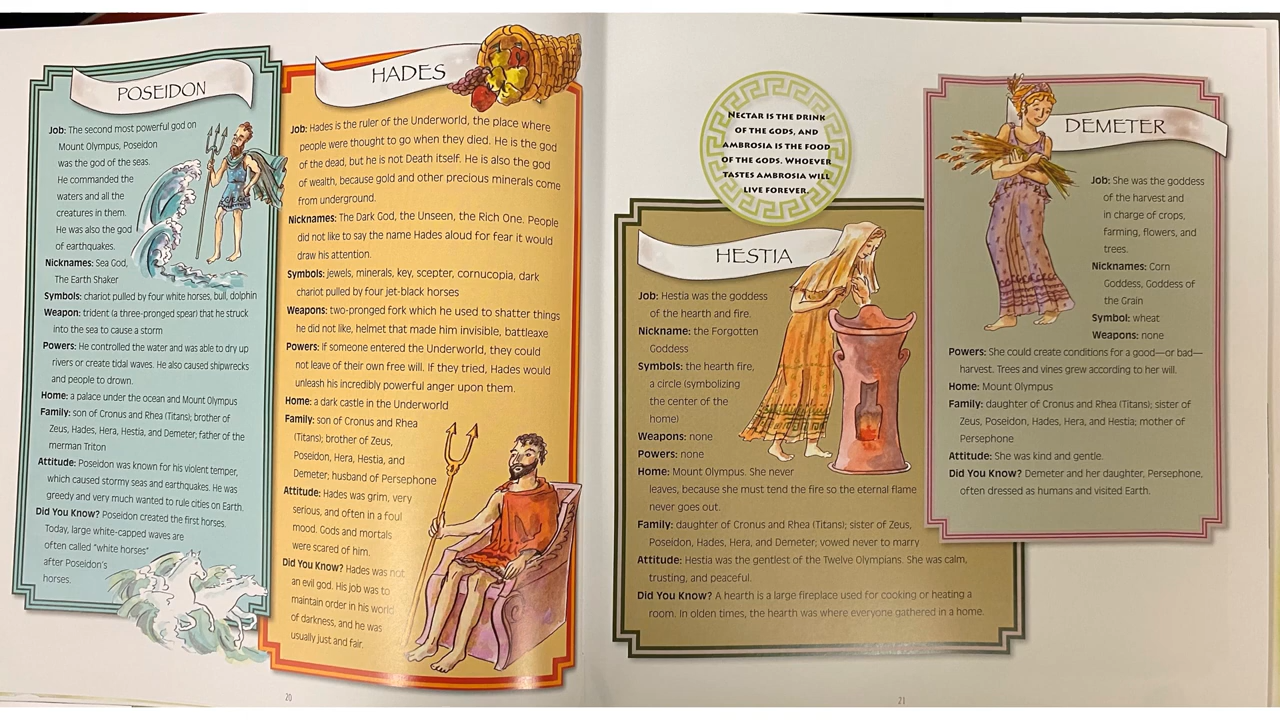 POSEIDON
Job: The second most powerful god on
Mount Olympus, Poseidon
was the god of the seas.
He commanded the
waters and all the
creatures in them.
He was also the god
of earthquakes.
Nicknames: Sea God,
The Earth Shaker
Symbols: chariot pulled by four white horses, bull, dolphin
Weapon: trident (a three-pronged spear) that he struck
into the sea to cause a storm
Powers: He controlled the water and was able to dry up
rivers or create tidal waves. He also caused shipwrecks
and people to drown.
Home: a palace under the ocean and Mount Olympus
Family: son of Cronus and Rhea (Titans); brother of
Zeus, Hades, Hera, Hestia, and Demeter; father of the
merman Triton
Attitude: Poseidon was known for his violent temper,
which caused stormy seas and earthquakes. He was
greedy and very much wanted to rule cities on Earth.
Did You Know? Poseidon created the first horses.
Today, large white-capped waves are
often called "white horses"
after Poseidon's
horses.
HADES
Job: Hades is the ruler of the Underworld, the place where
people were thought to go when they died. He is the god
of the dead, but he is not Death itself. He is also the god
of wealth, because gold and other precious minerals come
from underground.
Nicknames: The Dark God, the Unseen, the Rich One. People
did not like to say the name Hades aloud for fear it would
draw his attention.
Symbols: jewels, minerals, key, scepter, cornucopia, dark
chariot pulled by four jet-black horses
Weapons: two-pronged fork which he used to shatter things
he did not like, helmet that made him invisible, battleaxe
Powers: If someone entered the Underworld, they could
not leave of their own free will. If they tried, Hades would
unleash his incredibly powerful anger upon them.
Home: a dark castle in the Underworld
Family: son of Cronus and Rhea
(Titans); brother of Zeus,
Poseidon, Hera, Hestia, and
Demeter; husband of Persephone
Attitude: Hades was grim, very
serious, and often in a foul
mood. Gods and mortals
were scared of him.
Did You Know? Hades was not
an evil god. His job was to
maintain order in his world
of darkness, and he was
usually just and fair.
20
NECTAR IS THE DRINK
OF THE GODS, AND
AMBROSIA IS THE FOOD
OF THE GODS. WHOEVER
TASTES AMBROSIA WILL
LIVE FOREVER.
HESTIA
Job: Hestia was the goddess
of the hearth and fire.
Nickname: the Forgotten
Goddess
Symbols: the hearth fire,
a circle (symbolizing
the center of the
home)
Weapons: none
Powers: none
Home: Mount Olympus. She never
leaves, because she must tend the fire so the eternal flame
never goes out.
Family: daughter of Cronus and Rhea (Titans); sister of Zeus,
Poseidon, Hades, Hera, and Demeter; vowed never to marry
Attitude: Hestia was the gentlest of the Twelve Olympians. She was calm,
trusting, and peaceful.
Did You Know? A hearth is a large fireplace used for cooking or heating a
room. In olden times, the hearth was where everyone gathered in a home.
DEMETER
Job: She was the goddess
of the harvest and
in charge of crops,
farming, flowers, and
trees.
Nicknames: Corn
Goddess, Goddess of
the Grain
Symbol: wheat
Weapons: none
Powers: She could create conditions for a good—or bad—
harvest. Trees and vines grew according to her will.
Home: Mount Olympus
Family: daughter of Cronus and Rhea (Titans); sister of
Zeus, Poseidon, Hades, Hera, and Hestia; mother of
Persephone
Attitude: She was kind and gentle.
Did You Know? Demeter and her daughter, Persephone,
often dressed as humans and visited Earth.
21